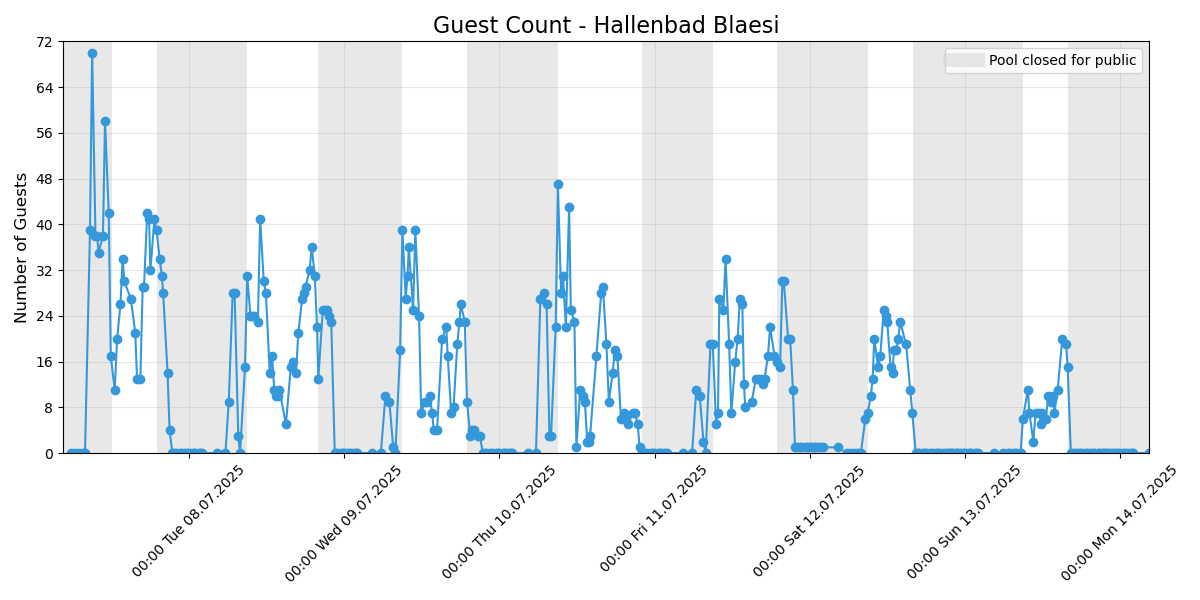 Guest Count - Hallenbad Blaesi
Pool closed for public
Number of Guests
72
64
56
48
40
32
24
16
8
0
00:00 Tue 08.07.2025
00:00 Wed 09.07.2025
00:00 Thu 10.07.2025
00:00 Fri 11.07.2025
00:00 Sat 12.07.2025
00:00 Sun 13.07.2025
00:00 Mon 14.07.2025